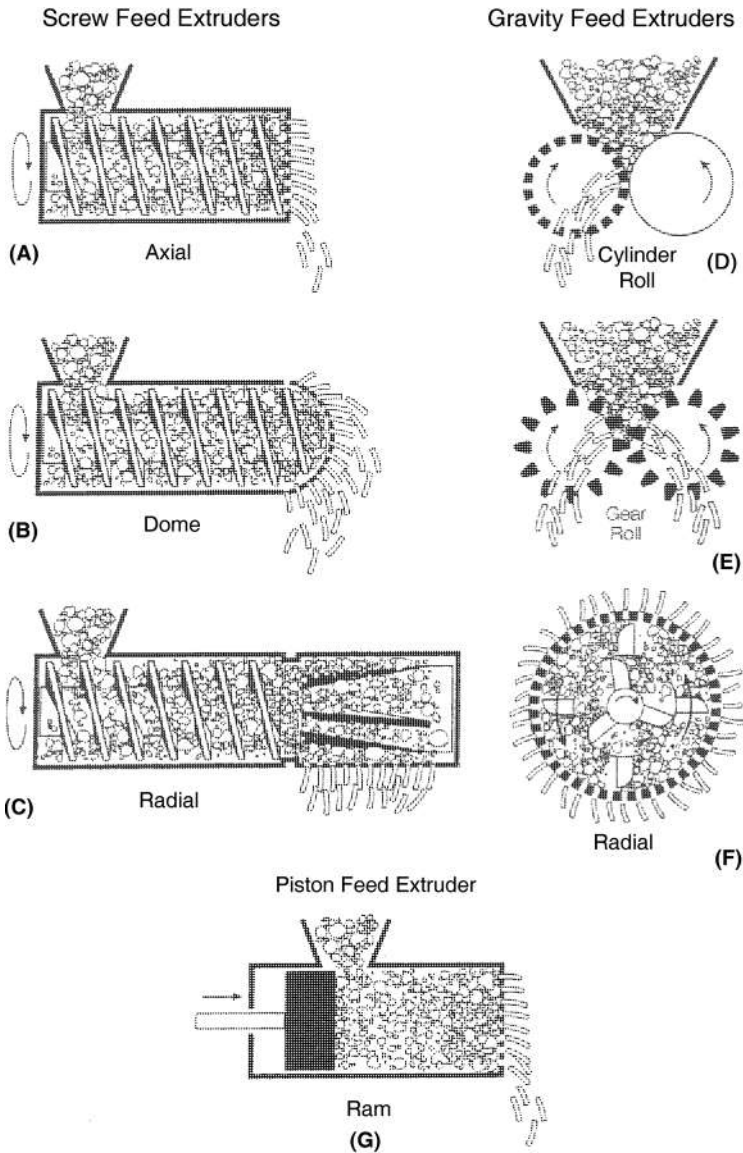 Screw Feed Extruders
Gravity Feed Extruders
(A)
Axial
Cylinder
Roll
(D)
(B)
Dome
Gear
Roll
(E)
(C)
Radial
Radial
(F)
Piston Feed Extruder
Ram
(G)